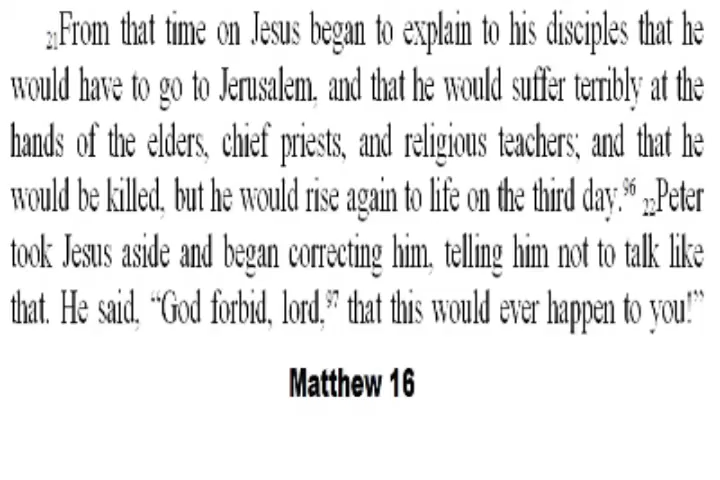 21From that time on Jesus began to explain to his disciples that he
would have to go to Jerusalem, and that he would suffer terribly at the
hands of the elders, chief priests, and religious teachers; and that he
would be killed, but he would rise again to life on the third day.96 22Peter
took Jesus aside and began correcting him, telling him not to talk like
that. He said, “God forbid, lord,97 that this would ever happen to you!”
Matthew 16